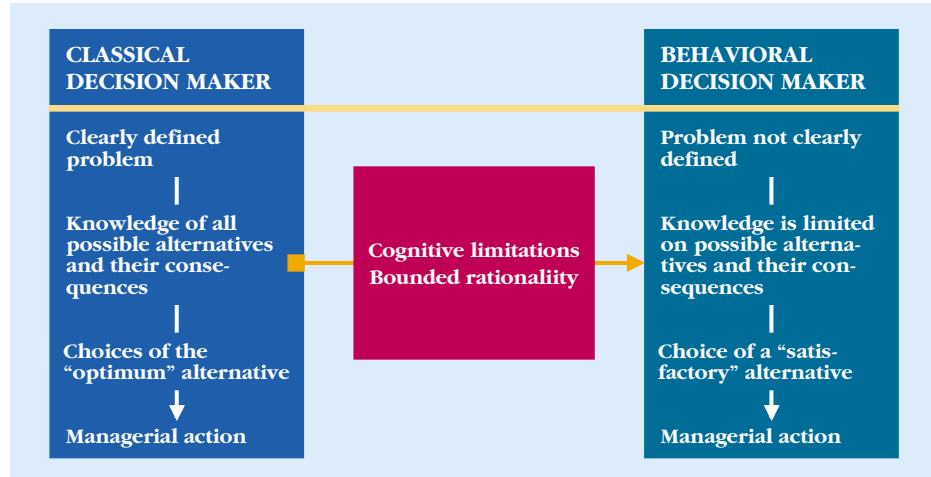 CLASSICAL
DECISION MAKER
Clearly defined
problem
Knowledge of all
possible alternatives
and their conse-
quences
Choices of the
“optimum” alternative
Managerial action
Cognitive limitations
Bounded rationaliity
BEHAVIORAL
DECISION MAKER
Problem not clearly
defined
Knowledge is limited
on possible alterna-
tives and their con-
sequences
Choice of a “satis-
factory” alternative
Managerial action